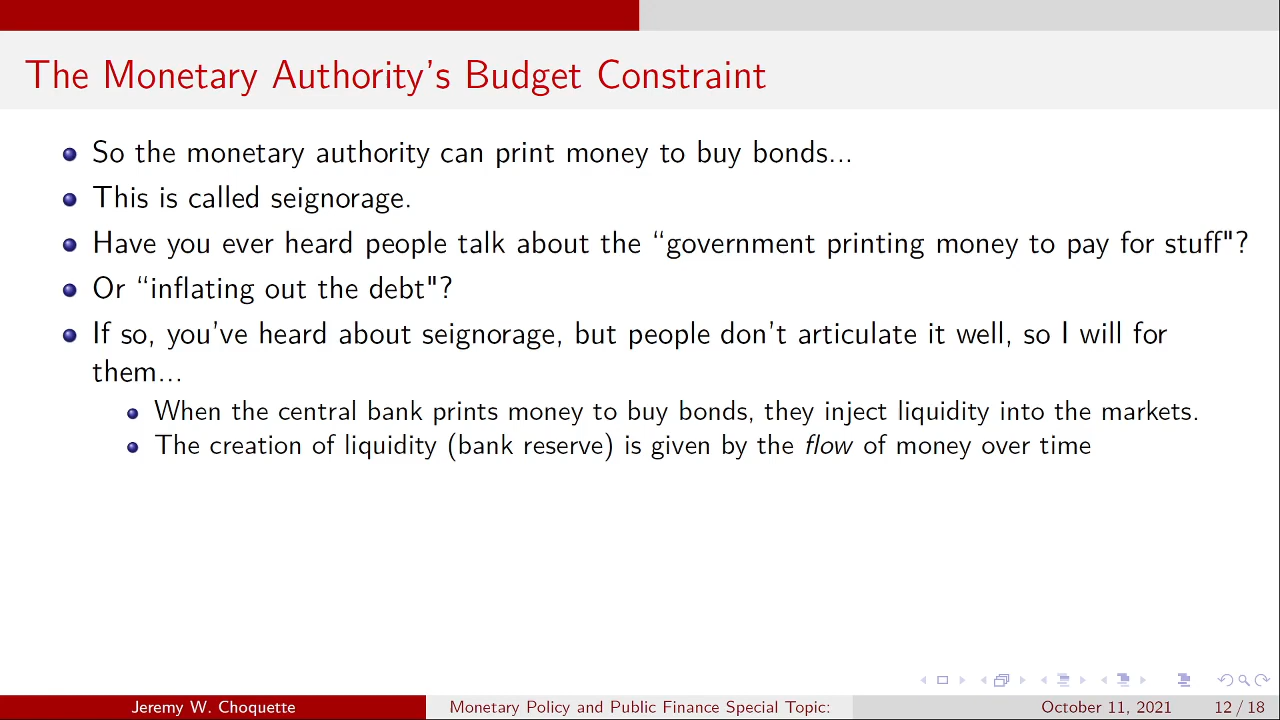 The Monetary Authority's Budget Constraint
So the monetary authority can print money to buy bonds...
This is called seignorage.
Have you ever heard people talk about the “government printing money to pay for stuff"?
Or “inflating out the debt"?
If so, you've heard about seignorage, but people don't articulate it well, so I will for
them...
When the central bank prints money to buy bonds, they inject liquidity into the markets.
The creation of liquidity (bank reserve) is given by the flow of money over time
Jeremy W. Choquette
Monetary Policy and Public Finance Special Topic:
October 11, 2021
12 / 18